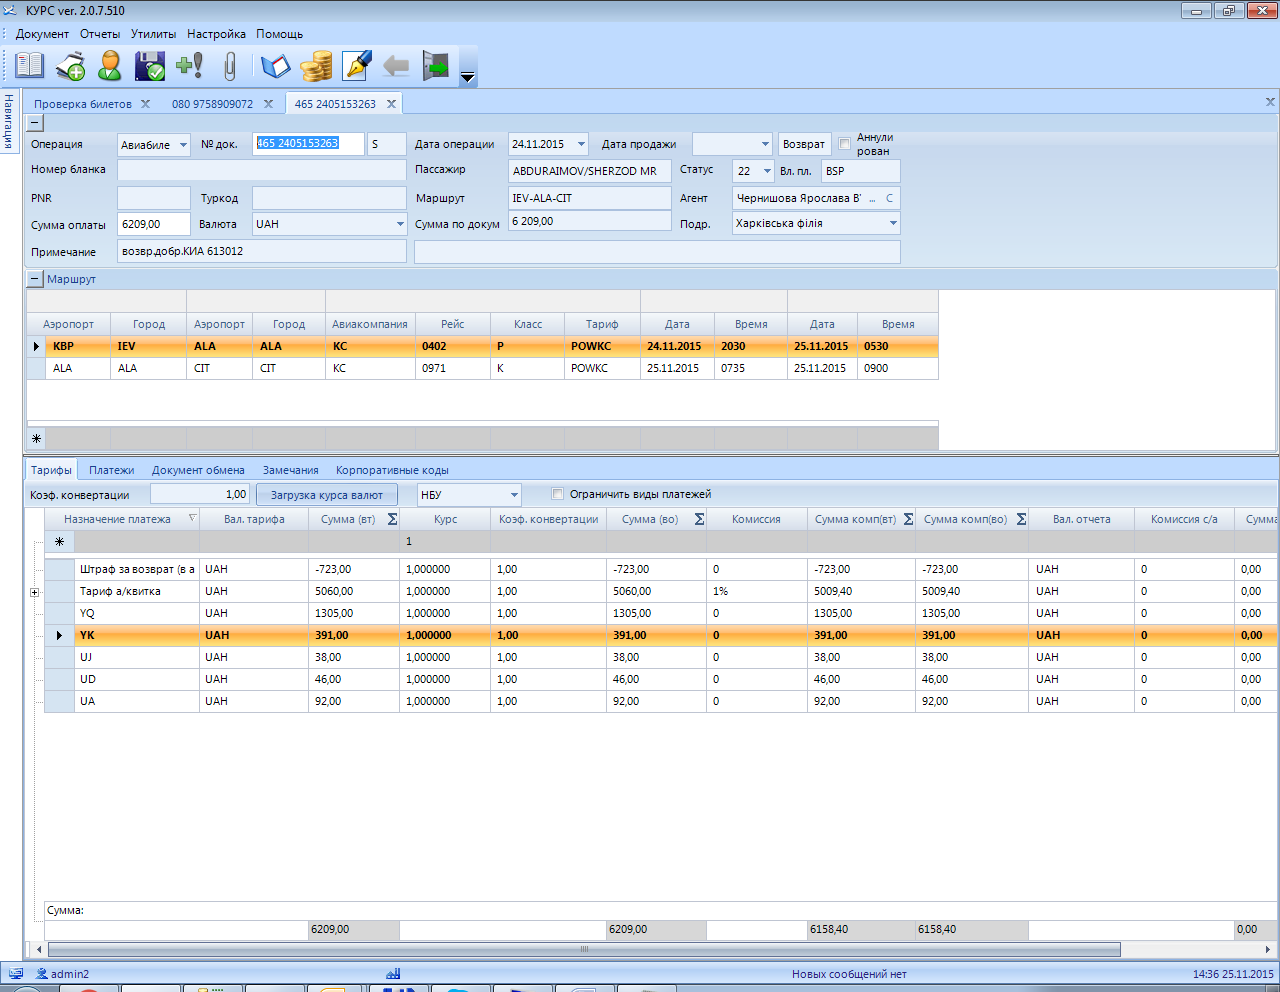 КУРС ver. 2.0.7.510
Документ Отчеты Утилиты Настройка Помощь
Навигация
Проверка билетов 080 9758909072 465 2405153263
Операция Авиабиле № док. 465 2405153263 S Дата операции 24.11.2015 Дата продажи Возврат Аннули
рован
Номер бланка Пассажир ABDURAIMOV/SHERZOD MR Статус 22 Вл. пл. BSP
PNR Туркод Маршрут IEV-ALA-CIT Агент Чернишова Ярослава В' ... C
Сумма оплаты 6209,00 Валюта UAH Сумма по докум 6 209,00 Подр. Харківська філія
Примечание возвр.добр.КИА 613012
Маршрут
Аэропорт Город Аэропорт Город Авиакомпания Рейс Класс Тариф Дата Время Дата Время
KBP IEV ALA ALA KC 0402 P POWKC 24.11.2015 2030 25.11.2015 0530
ALA ALA CIT CIT KC 0971 K POWKC 25.11.2015 0735 25.11.2015 0900
Тарифы Платежи Документ обмена Замечания Корпоративные коды
Коэф. конвертации 1,00 Загрузка курса валют НБУ Ограничить виды платежей
Назначение платежа Вал. тарифа Сумма (вт) Σ Курс Коэф. конвертации Сумма (во) Σ Комиссия Сумма комп(вт) Σ Сумма комп(во) Σ Вал. отчета Комиссия с/а Сумма
1
Штраф за возврат (в а UAH -723,00 1,000000 1,00 -723,00 0 -723,00 -723,00 UAH 0 0,00
Тариф а/квитка UAH 5060,00 1,000000 1,00 5060,00 1% 5009,40 5009,40 UAH 0 0,00
YQ UAH 1305,00 1,000000 1,00 1305,00 0 1305,00 1305,00 UAH 0 0,00
YK UAH 391,00 1,000000 1,00 391,00 0 391,00 391,00 UAH 0 0,00
UJ UAH 38,00 1,000000 1,00 38,00 0 38,00 38,00 UAH 0 0,00
UD UAH 46,00 1,000000 1,00 46,00 0 46,00 46,00 UAH 0 0,00
UA UAH 92,00 1,000000 1,00 92,00 0 92,00 92,00 UAH 0 0,00
Сумма:
6209,00 6209,00 6158,40 6158,40 0,00
admin2 Новых сообщений нет 14:36 25.11.2015